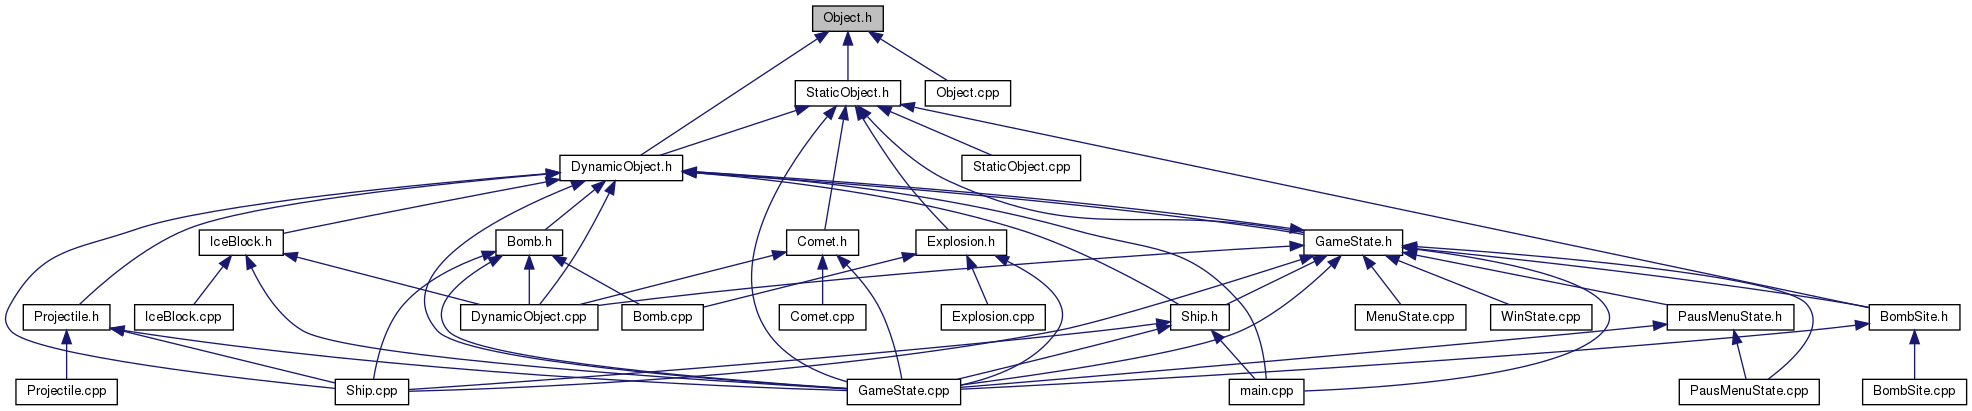 Object.h
StaticObject.h
Object.cpp
DynamicObject.h
StaticObject.cpp
IceBlock.h
Bomb.h
Comet.h
Explosion.h
GameState.h
Projectile.h
IceBlock.cpp
DynamicObject.cpp
Bomb.cpp
Comet.cpp
Explosion.cpp
Ship.h
MenuState.cpp
WinState.cpp
PausMenuState.h
BombSite.h
Projectile.cpp
Ship.cpp
GameState.cpp
main.cpp
PausMenuState.cpp
BombSite.cpp